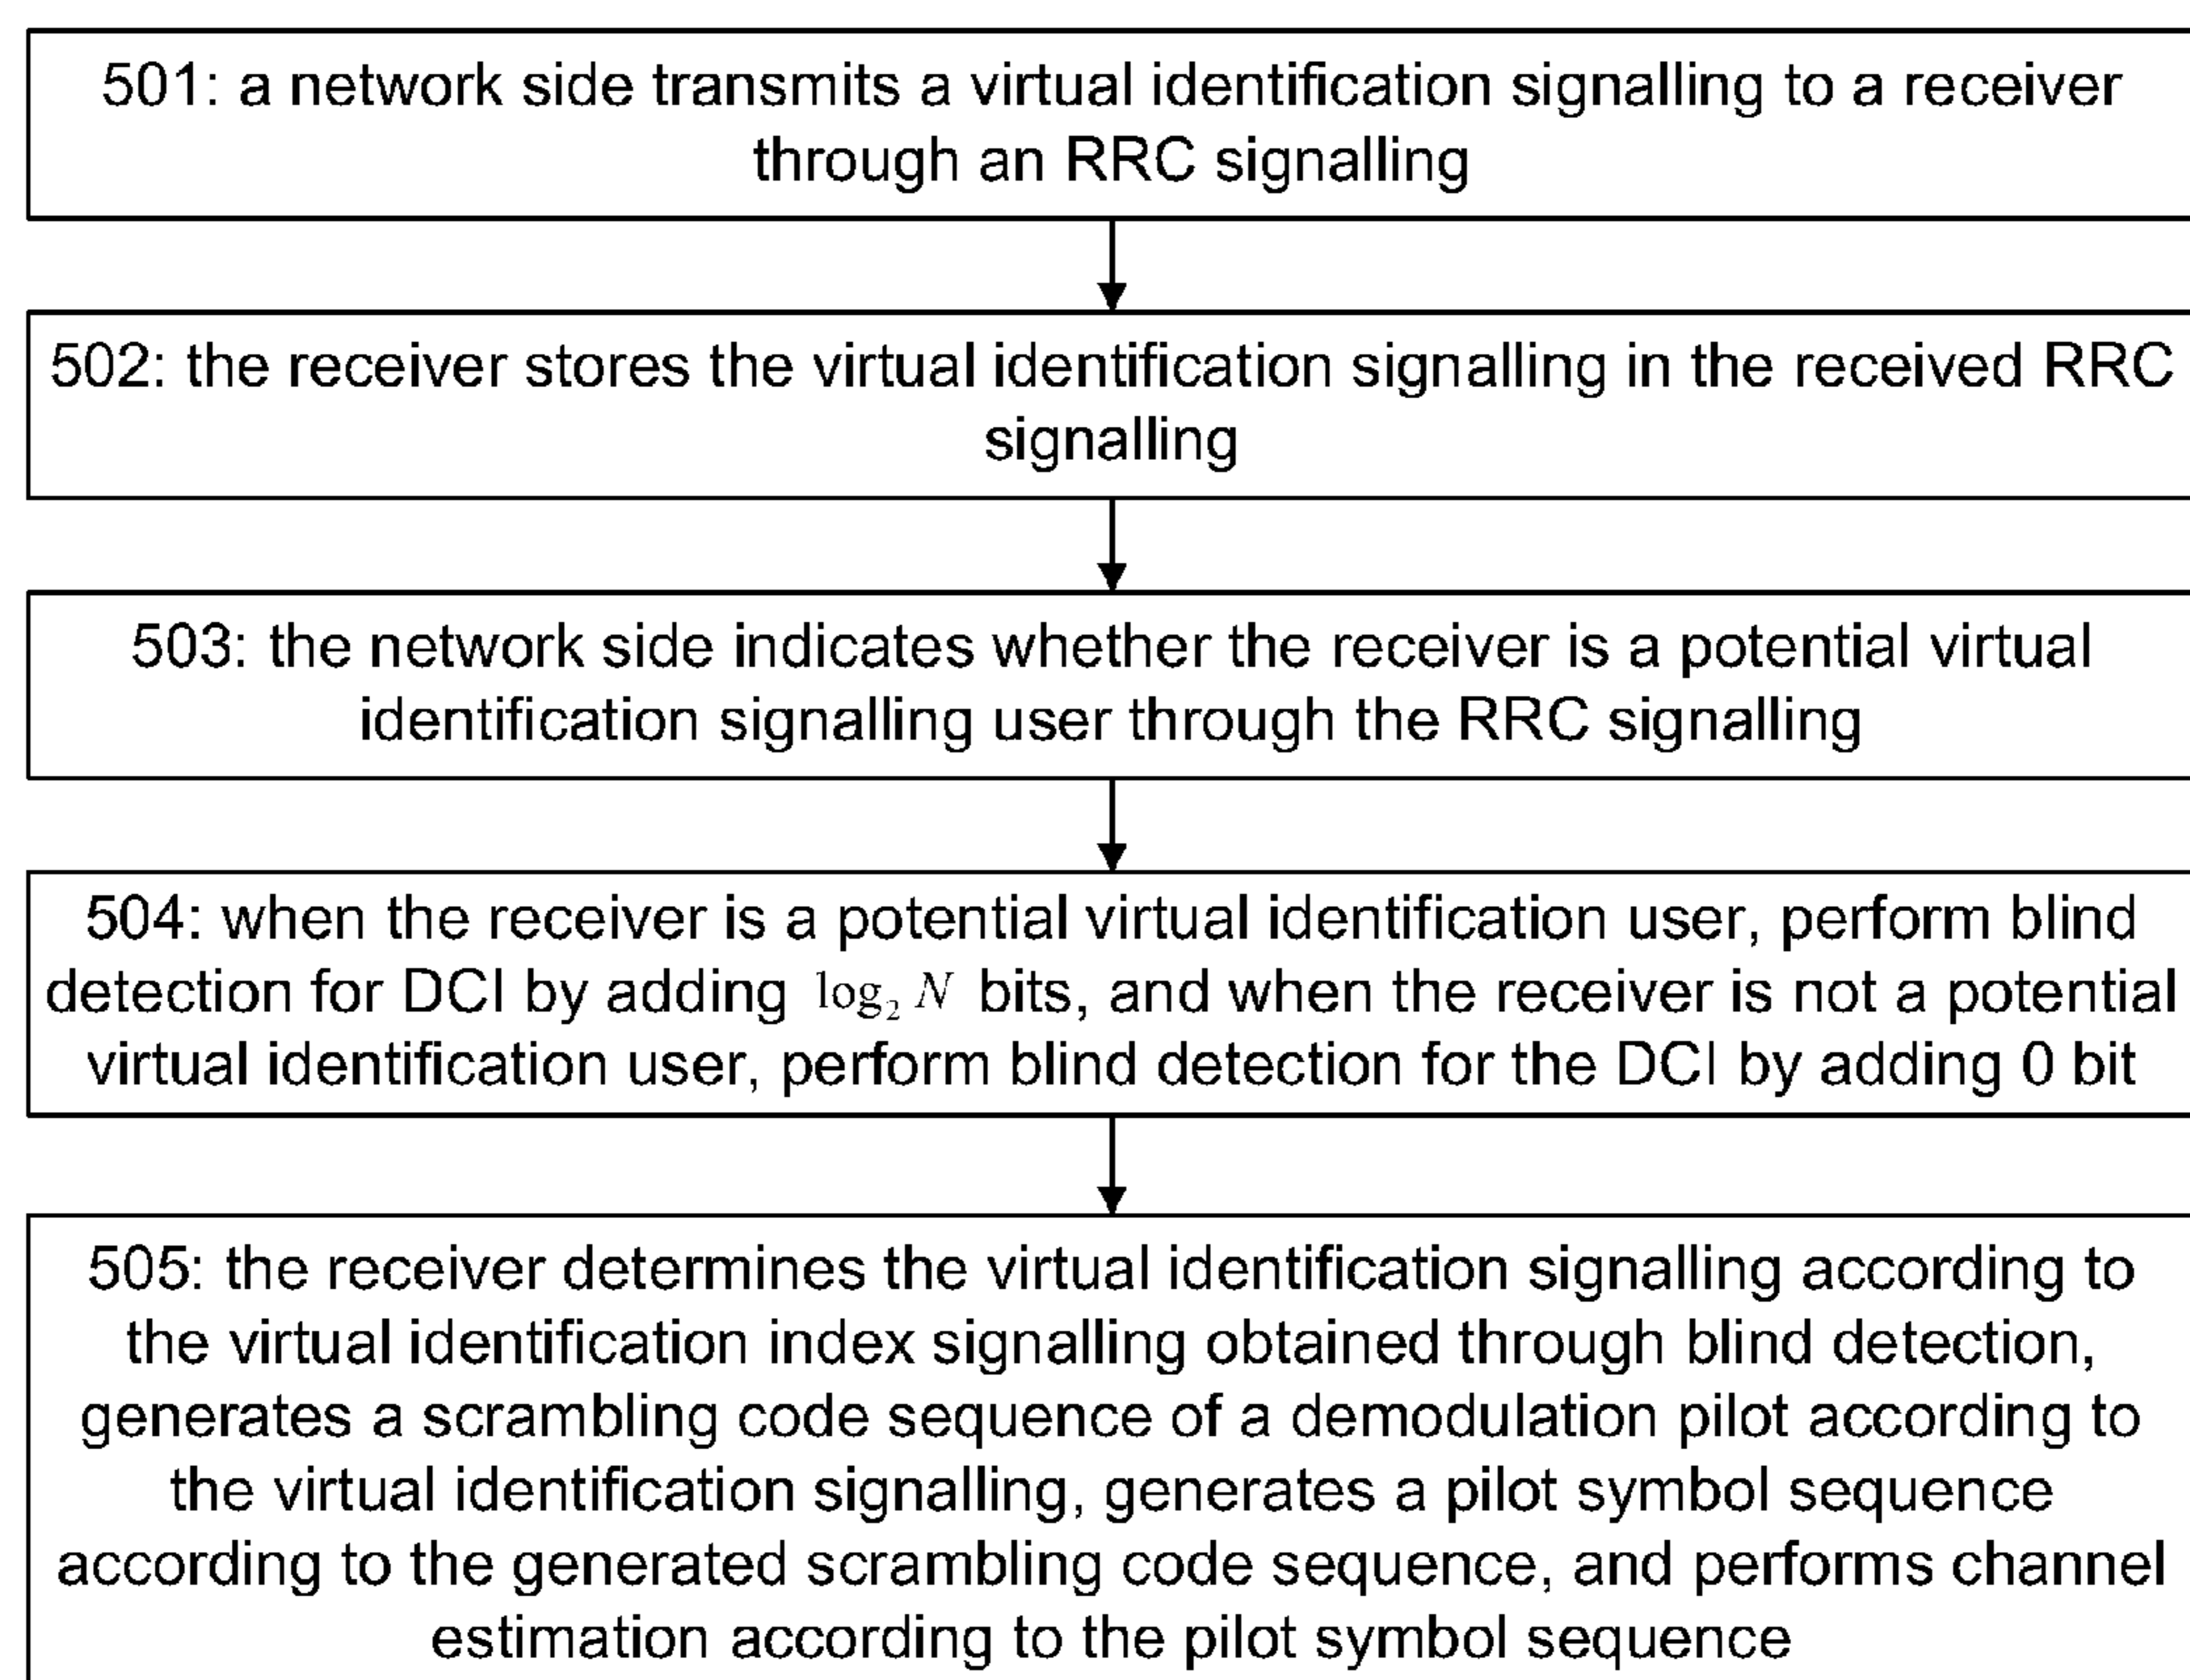 501: a network side transmits a virtual identification signalling to a receiver
through an RRC signalling
502: the receiver stores the virtual identification signalling in the received RRC
signalling
503: the network side indicates whether the receiver is a potential virtual
identification signalling user through the RRC signalling
504: when the receiver is a potential virtual identification user, perform blind
detection for DCI by adding log₂ N bits, and when the receiver is not a potential
virtual identification user, perform blind detection for the DCI by adding 0 bit
505: the receiver determines the virtual identification signalling according to
the virtual identification index signalling obtained through blind detection,
generates a scrambling code sequence of a demodulation pilot according to
the virtual identification signalling, generates a pilot symbol sequence
according to the generated scrambling code sequence, and performs channel
estimation according to the pilot symbol sequence